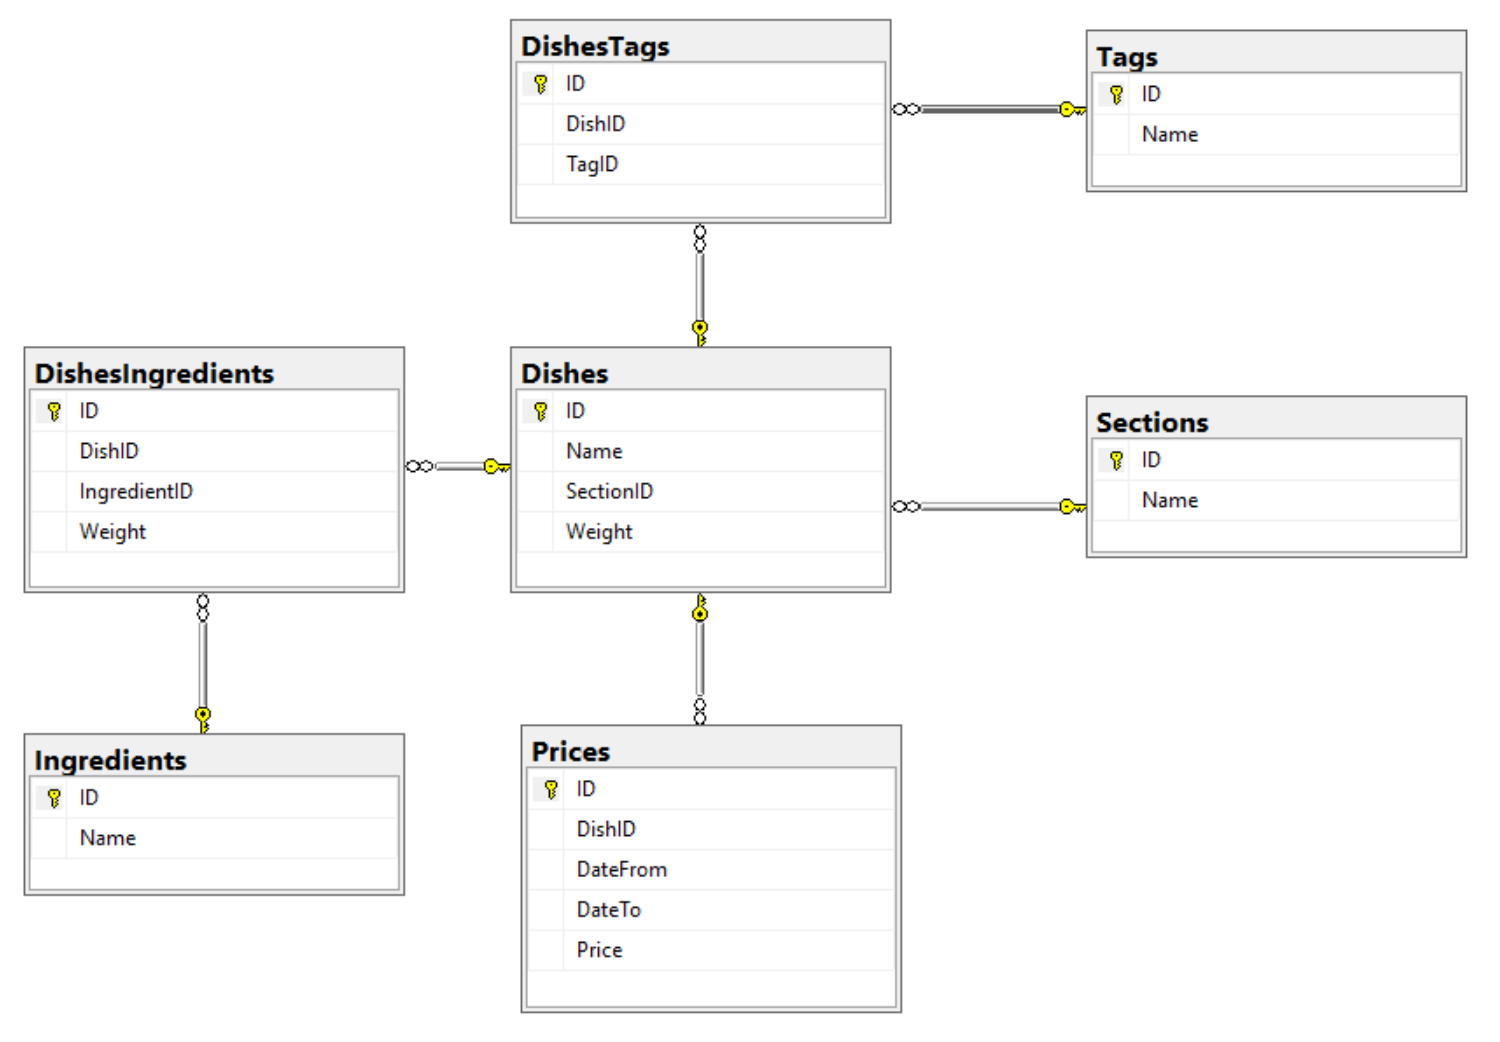 DishesTags
ID
DishID
TagID
Tags
ID
Name
DishesIngredients
ID
DishID
IngredientID
Weight
Dishes
ID
Name
SectionID
Weight
Sections
ID
Name
Ingredients
ID
Name
Prices
ID
DishID
DateFrom
DateTo
Price